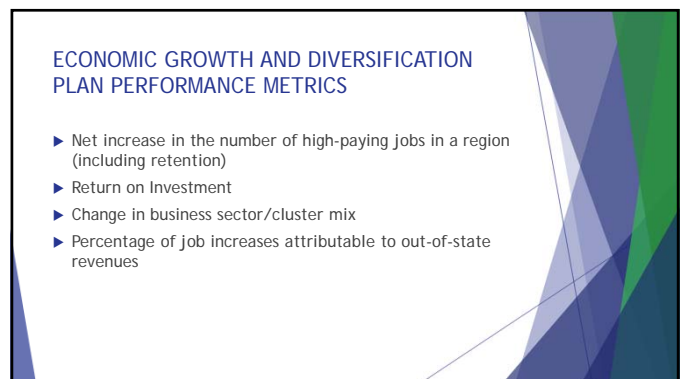 ECONOMIC GROWTH AND DIVERSIFICATION
PLAN PERFORMANCE METRICS
Net increase in the number of high-paying jobs in a region
(including retention)
Return on Investment
Change in business sector/cluster mix
Percentage of job increases attributable to out-of-state
revenues